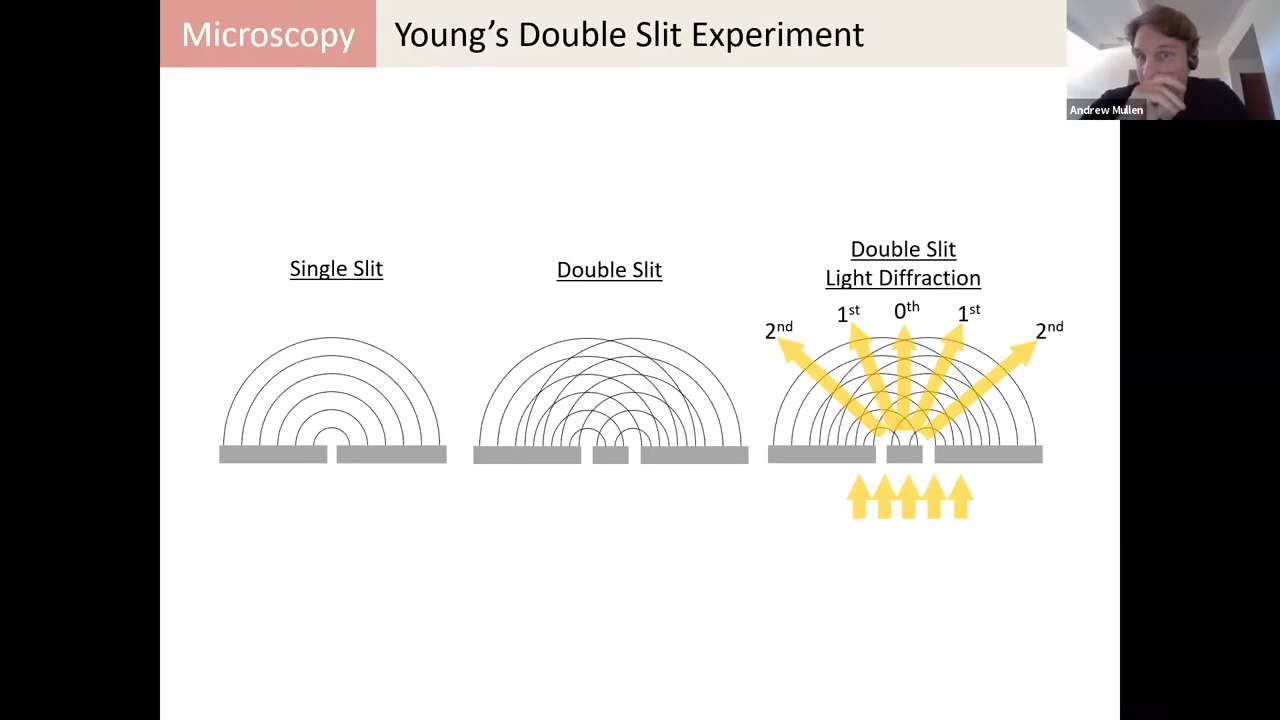 Microscopy
Young's Double Slit Experiment
Andrew Mullen
Single Slit
Double Slit
Double Slit
Light Diffraction
2nd
1st
0th
1st
2nd